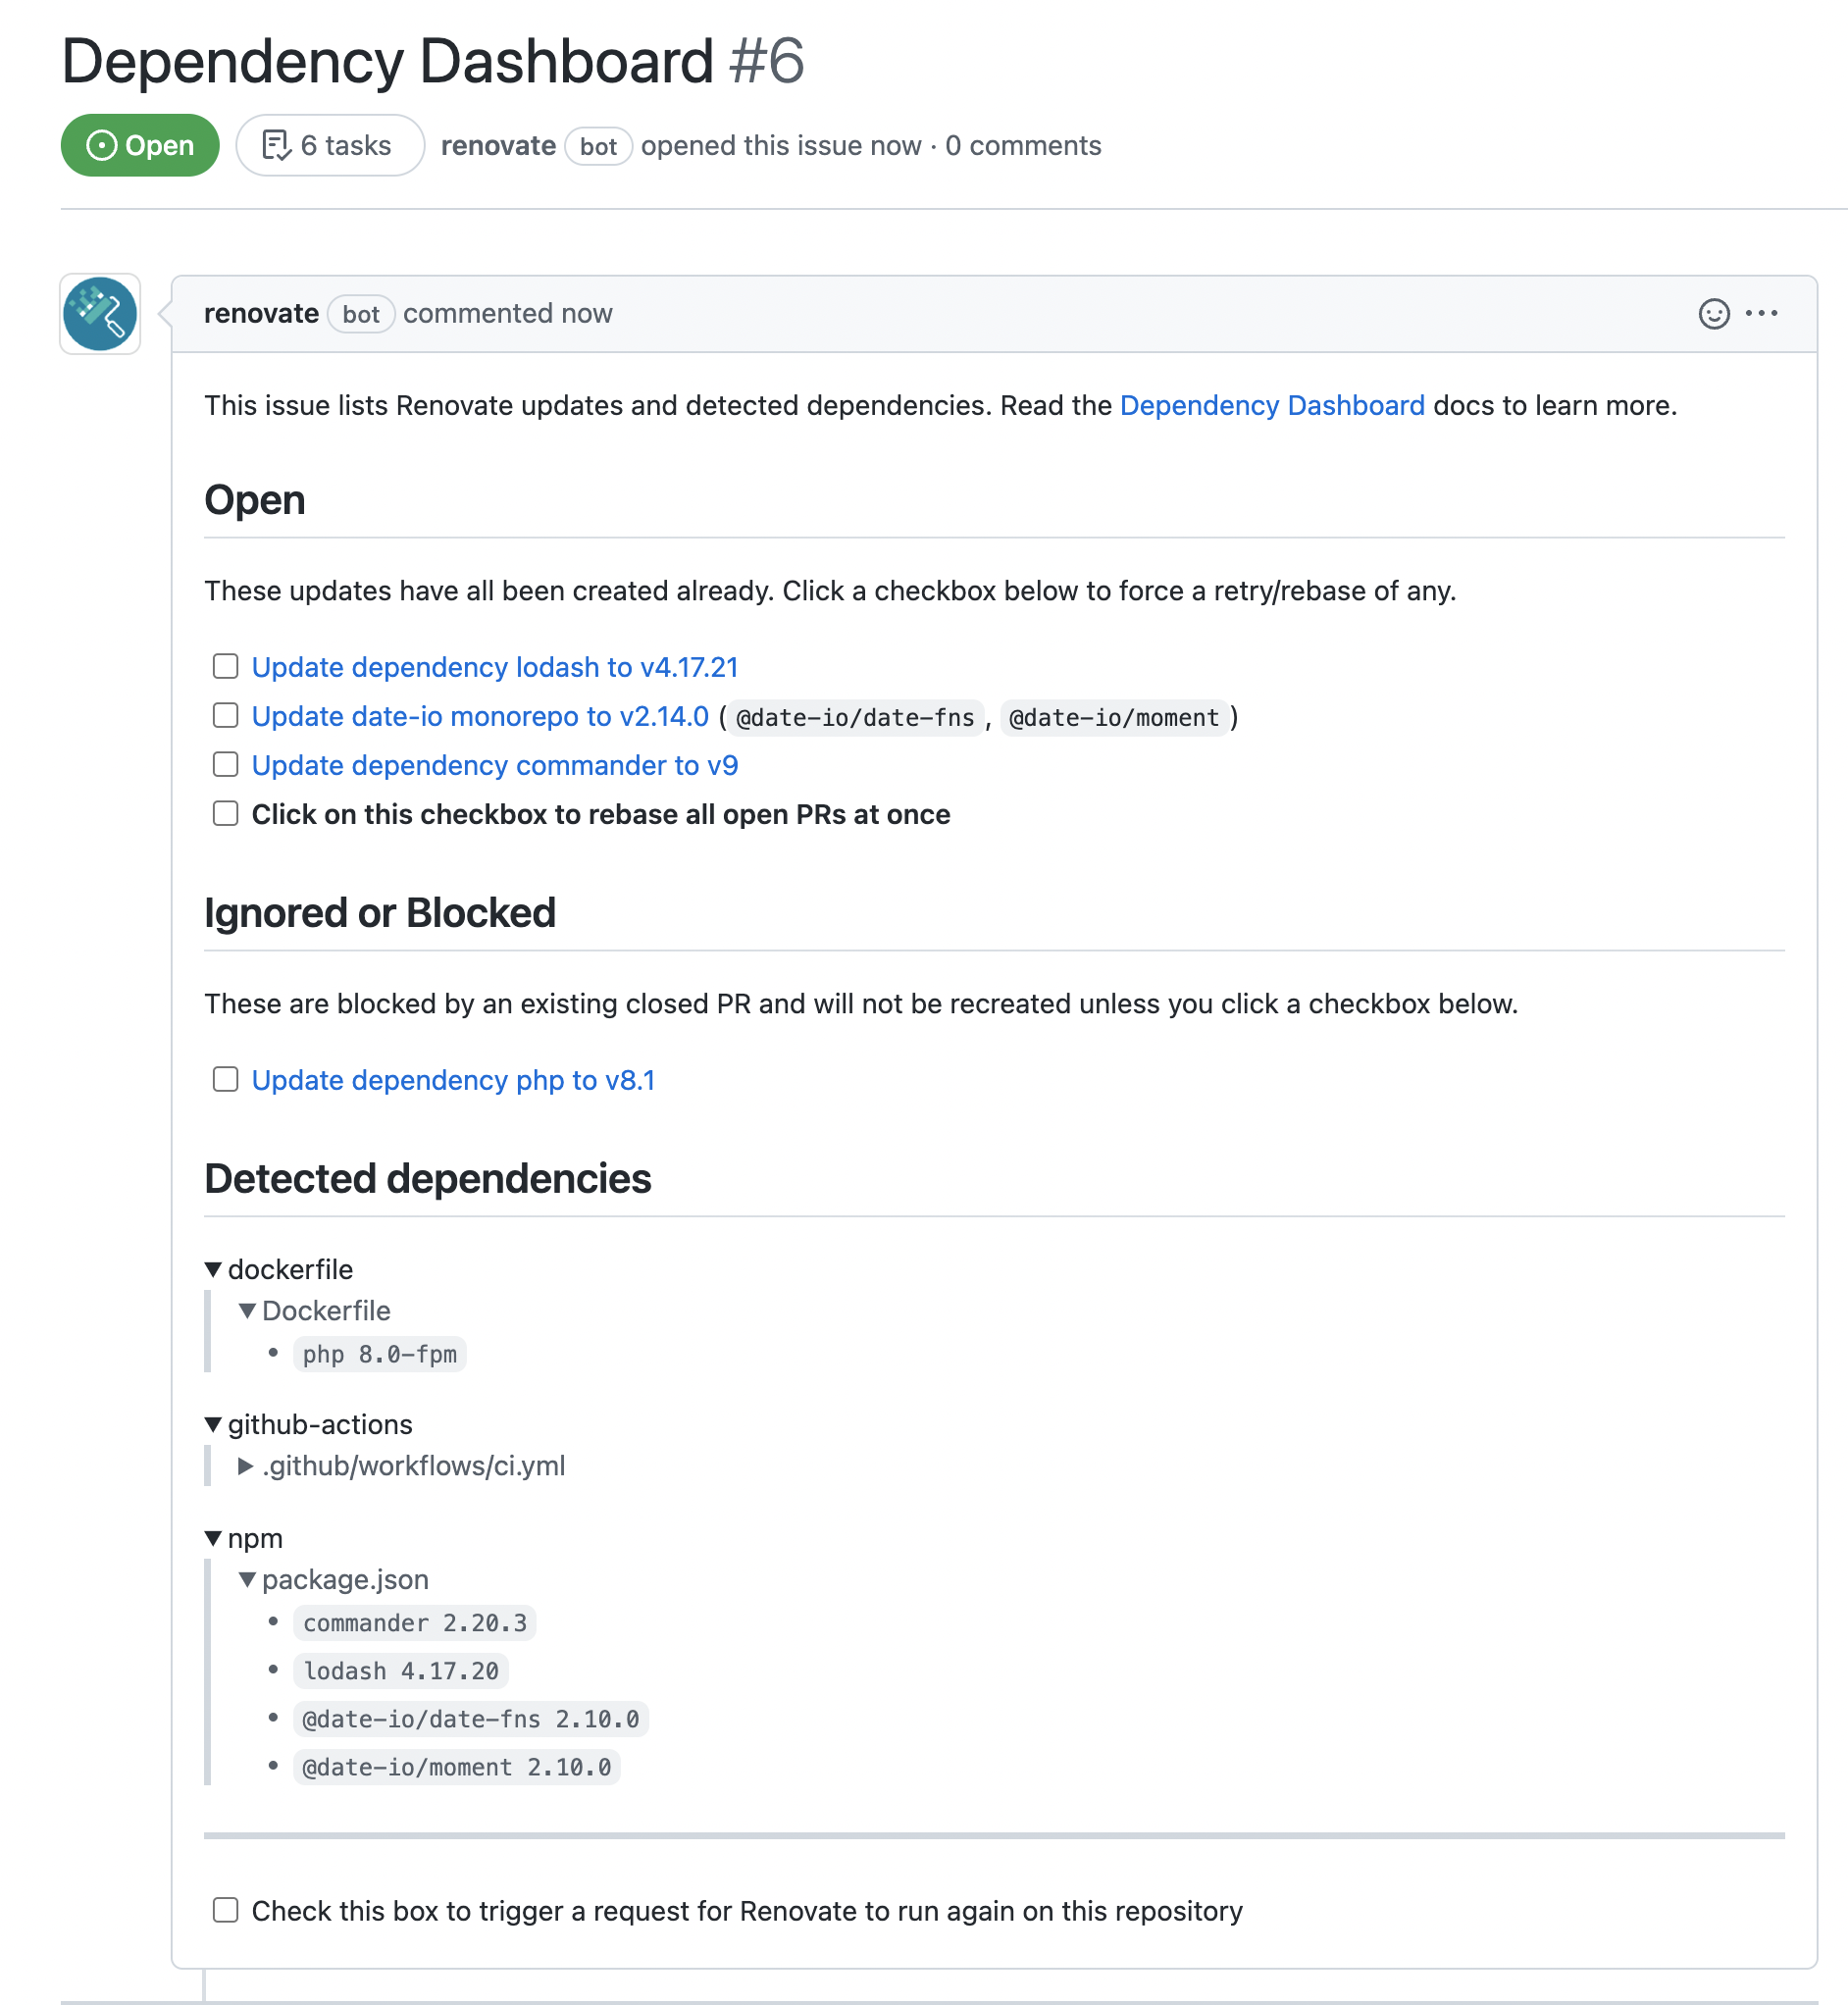 Dependency Dashboard #6
Open 6 tasks renovate bot opened this issue now · 0 comments
renovate bot commented now
This issue lists Renovate updates and detected dependencies. Read the Dependency Dashboard docs to learn more.
Open
These updates have all been created already. Click a checkbox below to force a retry/rebase of any.
Update dependency lodash to v4.17.21
Update date-io monorepo to v2.14.0 (@date-io/date-fns, @date-io/moment)
Update dependency commander to v9
Click on this checkbox to rebase all open PRs at once
Ignored or Blocked
These are blocked by an existing closed PR and will not be recreated unless you click a checkbox below.
Update dependency php to v8.1
Detected dependencies
dockerfile
Dockerfile
php 8.0-fpm
github-actions
.github/workflows/ci.yml
npm
package.json
commander 2.20.3
lodash 4.17.20
@date-io/date-fns 2.10.0
@date-io/moment 2.10.0
Check this box to trigger a request for Renovate to run again on this repository